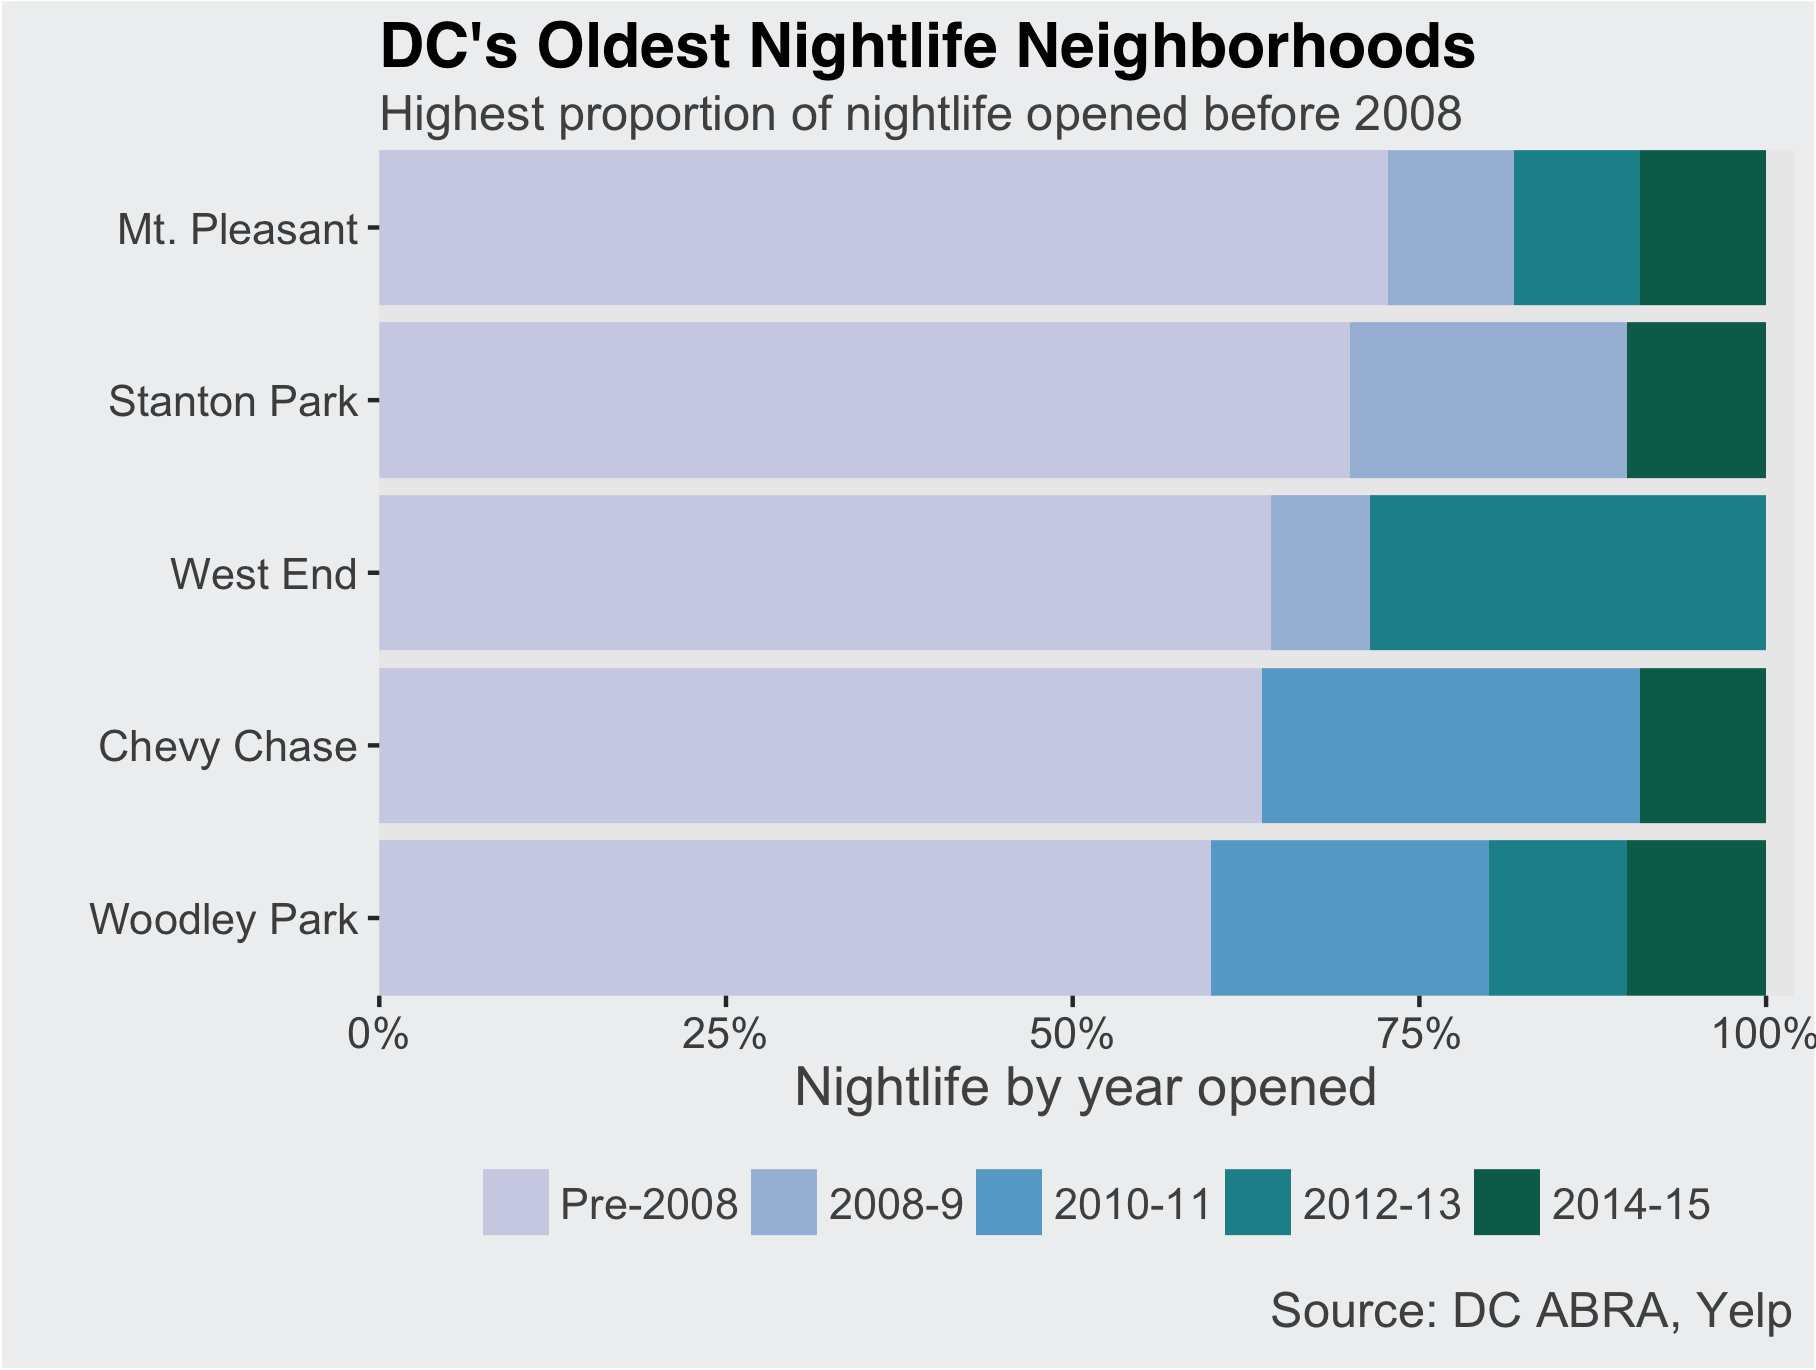 DC's Oldest Nightlife Neighborhoods
Highest proportion of nightlife opened before 2008
Mt. Pleasant
Stanton Park
West End
Chevy Chase
Woodley Park
0% 25% 50% 75% 100%
Nightlife by year opened
Pre-2008 2008-9 2010-11 2012-13 2014-15
Source: DC ABRA, Yelp